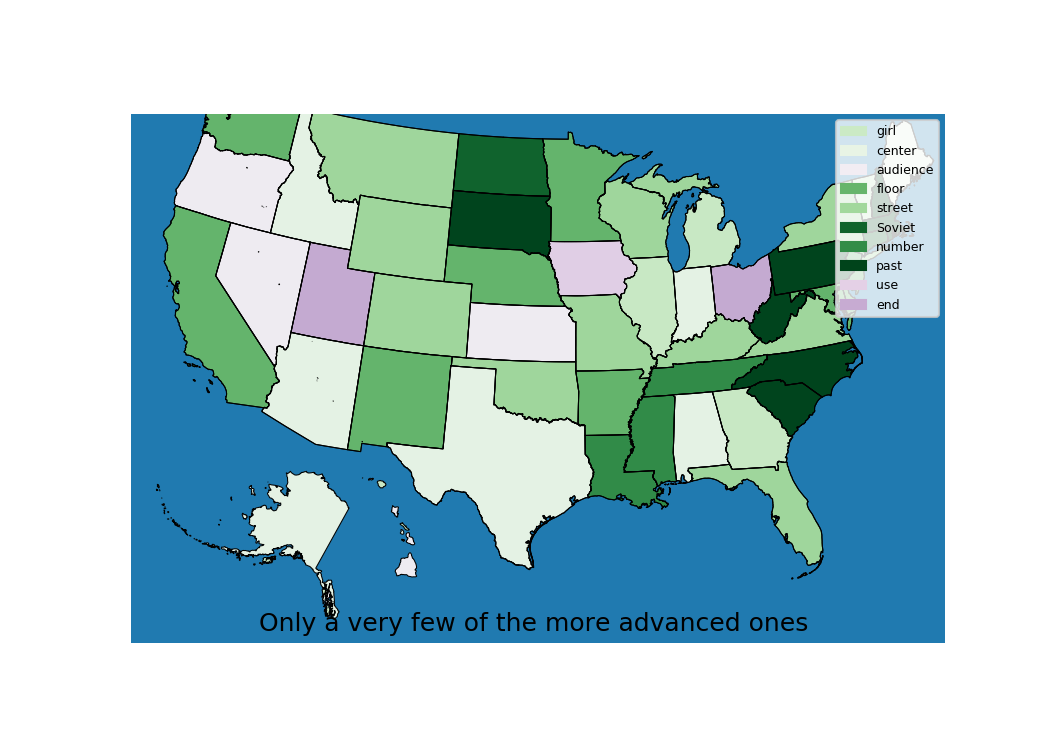 girl
center
audience
floor
street
Soviet
number
past
use
end
Only a very few of the more advanced ones